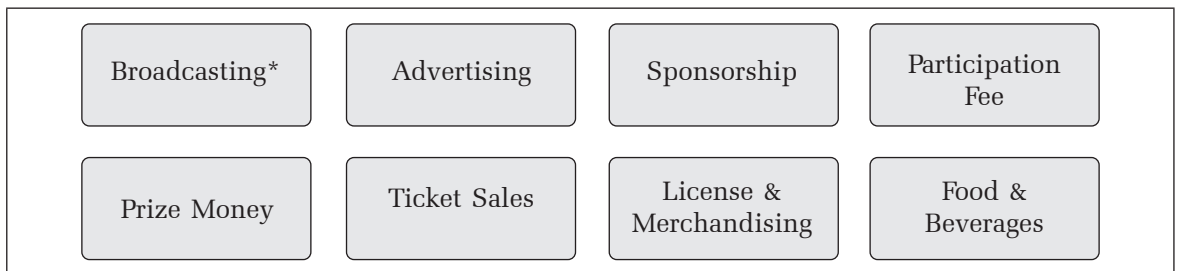 Broadcasting*
Advertising
Sponsorship
Participation
Fee
Prize Money
Ticket Sales
License &
Merchandising
Food &
Beverages